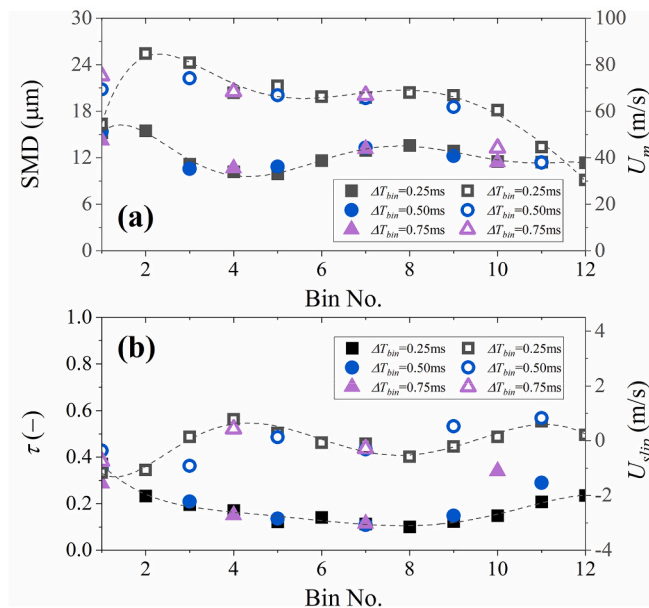 30
24
18
12
6
0
SMD (μm)
100
80
60
40
20
0
U_m (m/s)
ΔT_bin=0.25ms ΔT_bin=0.25ms
ΔT_bin=0.50ms ΔT_bin=0.50ms
ΔT_bin=0.75ms ΔT_bin=0.75ms
(a)
2 4 6 8 10 12
Bin No.
1.0
0.8
0.6
0.4
0.2
0.0
τ (−)
4
2
0
−2
−4
U_slip (m/s)
(b)
ΔT_bin=0.25ms ΔT_bin=0.25ms
ΔT_bin=0.50ms ΔT_bin=0.50ms
ΔT_bin=0.75ms ΔT_bin=0.75ms
2 4 6 8 10 12
Bin No.